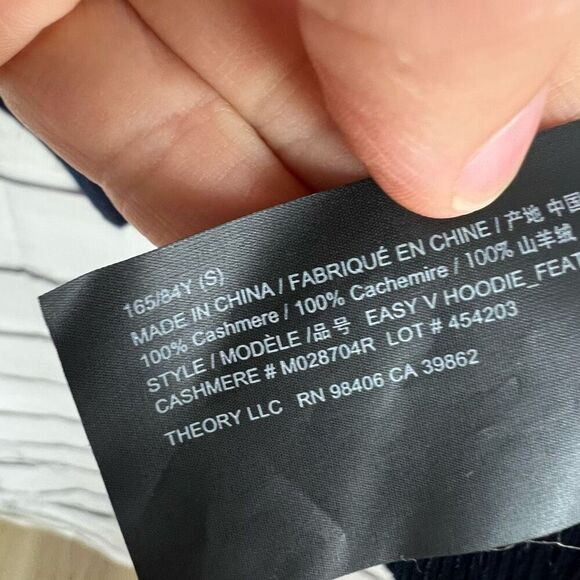 165/84Y (S)
MADE IN CHINA / FABRIQUÉ EN CHINE / 产地 中国
100% Cashmere / 100% Cachemire / 100% 山羊绒
STYLE / MODÈLE /品号 EASY V HOODIE_FEAT
CASHMERE # M028704R LOT # 454203
THEORY LLC RN 98406 CA 39862